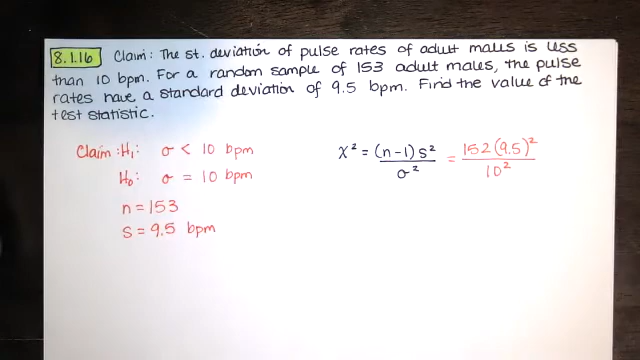 8.1.16 Claim: The st. deviation of pulse rates of adult males is less
than 10 bpm. For a random sample of 153 adult males, the pulse
rates have a standard deviation of 9.5 bpm. Find the value of the
test statistic.
Claim: H₁ σ < 10 bpm
H₀ σ = 10 bpm
n = 153
s = 9.5 bpm
χ² = (n-1)s² / σ² = 152(9.5)² / 10²